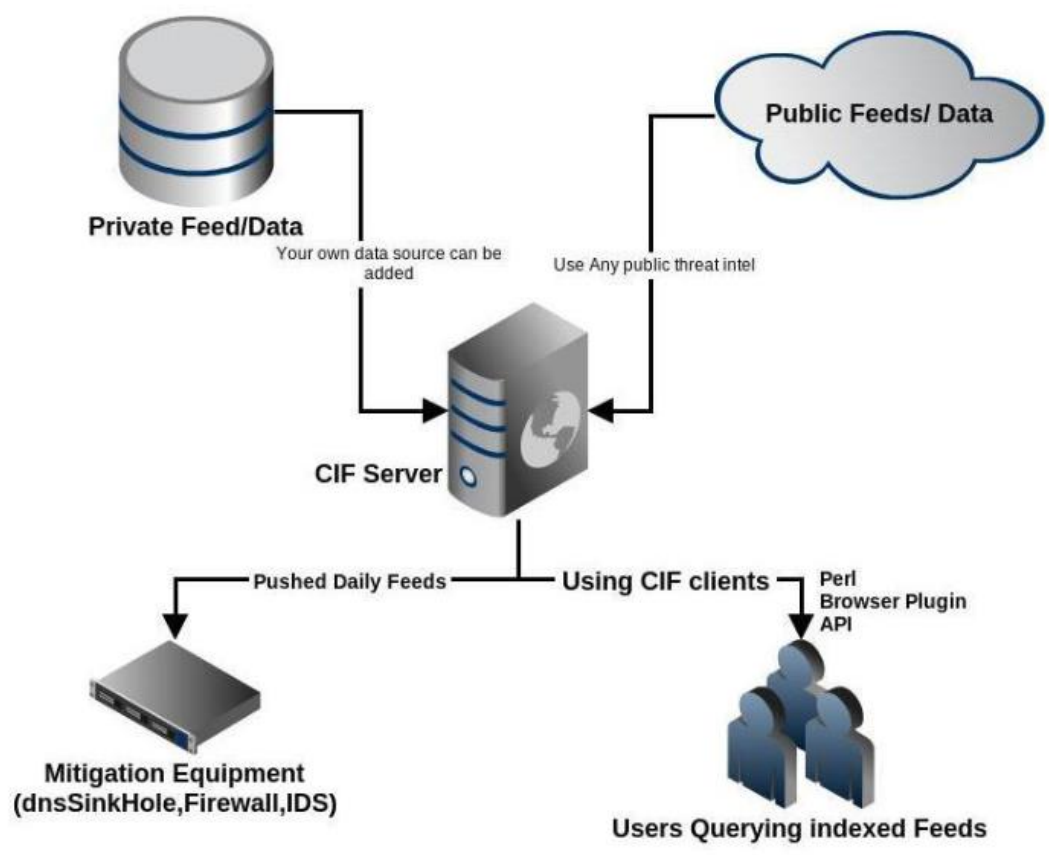 Public Feeds/ Data
Private Feed/Data
Your own data source can be
added
Use Any public threat intel
CIF Server
Pushed Daily Feeds
Using CIF clients
Perl
Browser Plugin
API
Mitigation Equipment
(dnsSinkHole,Firewall,IDS)
Users Querying indexed Feeds